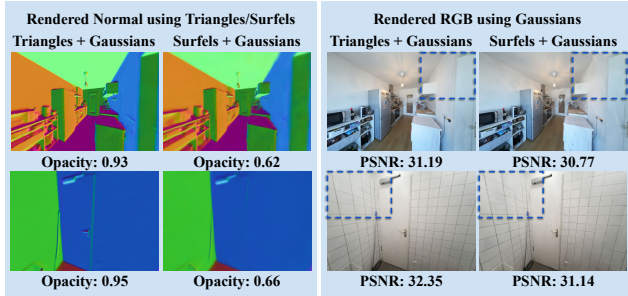 Rendered Normal using Triangles/Surfels
Triangles + Gaussians Surfels + Gaussians
Opacity: 0.93 Opacity: 0.62
Opacity: 0.95 Opacity: 0.66
Rendered RGB using Gaussians
Triangles + Gaussians Surfels + Gaussians
PSNR: 31.19 PSNR: 30.77
PSNR: 32.35 PSNR: 31.14